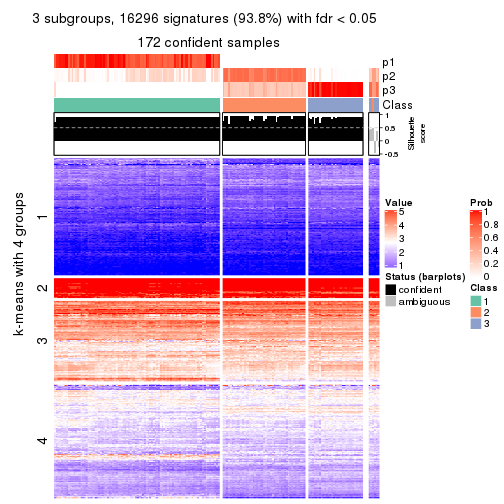 3 subgroups, 16296 signatures (93.8%) with fdr < 0.05
172 confident samples
p1
p2
p3
Class
1
0.5
0
-0.5
Silhouette
score
k-means with 4 groups
1
2
3
4
Value
5
4
3
2
1
Status (barplots)
confident
ambiguous
Prob
1
0.8
0.6
0.4
0.2
0
Class
1
2
3